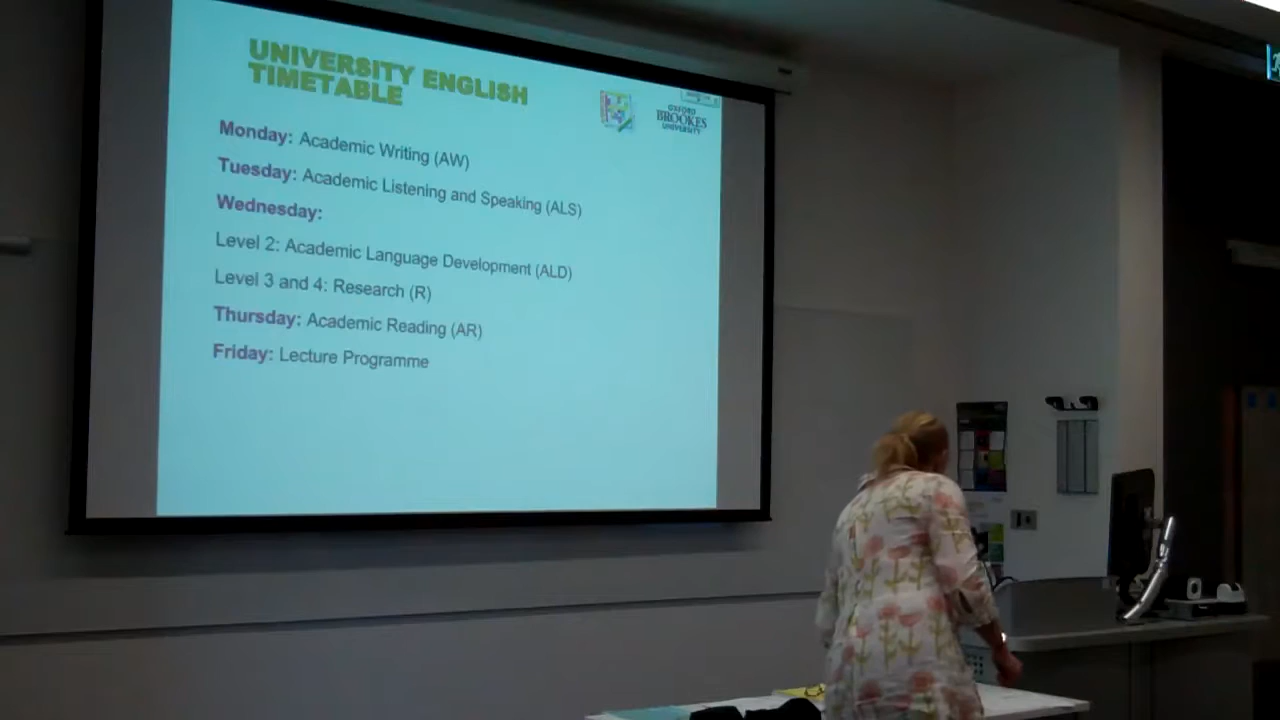 UNIVERSITY ENGLISH
TIMETABLE
OXFORD
BROOKES
UNIVERSITY
Monday: Academic Writing (AW)
Tuesday: Academic Listening and Speaking (ALS)
Wednesday:
Level 2: Academic Language Development (ALD)
Level 3 and 4: Research (R)
Thursday: Academic Reading (AR)
Friday: Lecture Programme